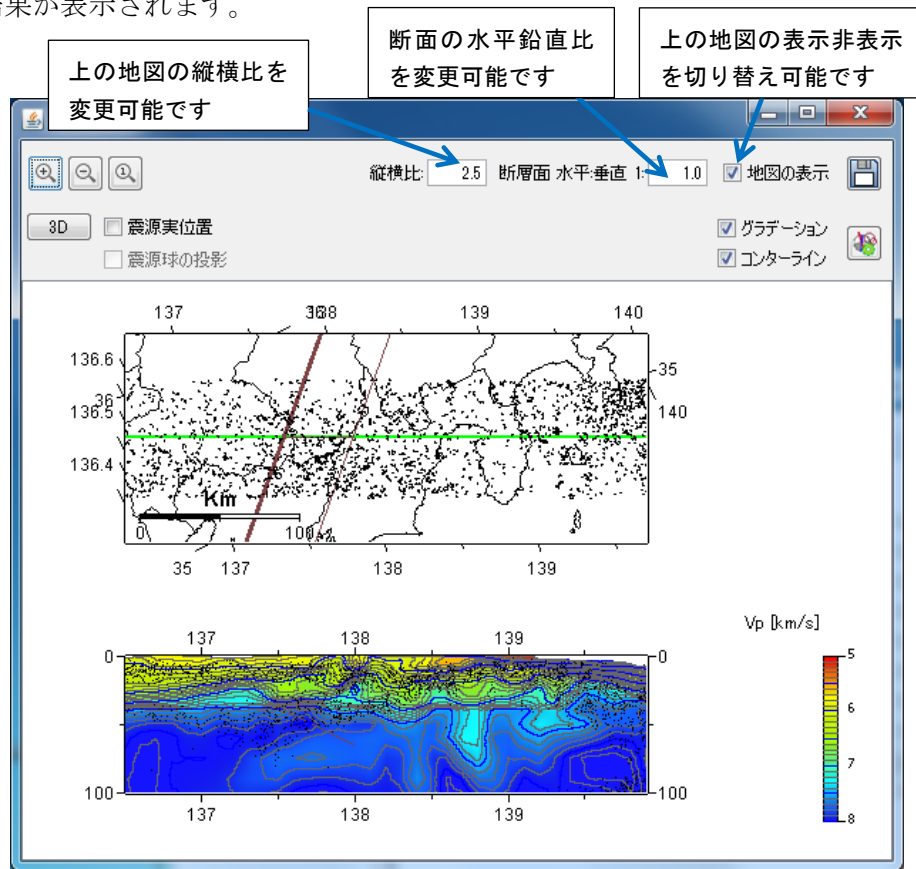 結果が表示されます。
上の地図の縦横比を
変更可能です
断面の水平鉛直比
を変更可能です
上の地図の表示非表示
を切り替え可能です
縦横比: 2.5 断層面 水平:垂直 1: 1.0 地図の表示
3D 震源実位置 グラデーション
震源球の投影 コンターライン
137 138 139 140
136.6 35
36
136.5 140
136.4
Km
0 100
35 137 138 139
Vp [km/s]
137 138 139
0 0 5
6
7
100 100 8
137 138 139